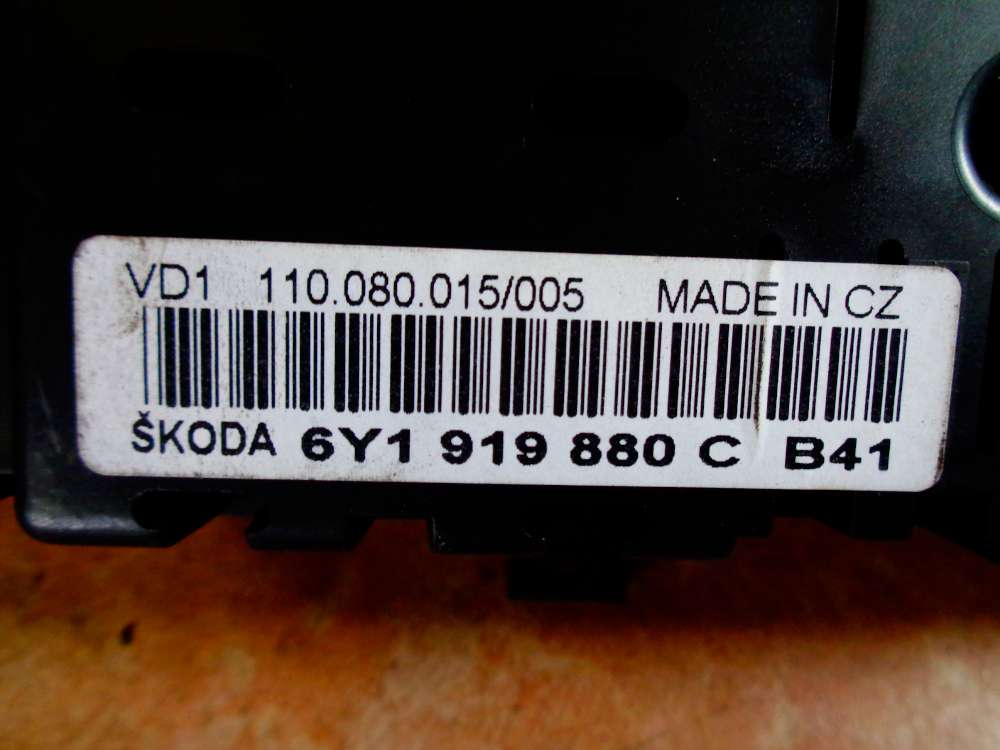 VD1 110.080.015/005 MADE IN CZ
ŠKODA 6Y1 919 880 C B41